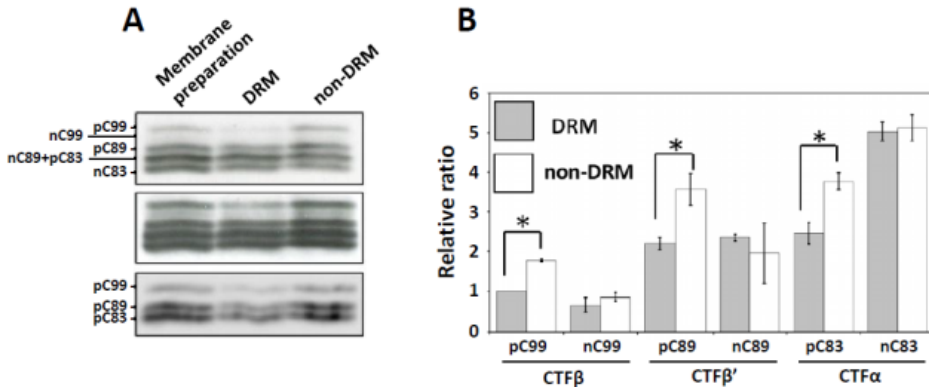 A
Membrane
preparation
DRM
non-DRM
pC99
nC99
pC89
nC89+pC83
nC83
pC99
pC89
pC83
B
Relative ratio
6
5
4
3
2
1
0
DRM
non-DRM
*
*
*
pC99 nC99 pC89 nC89 pC83 nC83
CTFβ CTFβ’ CTFα